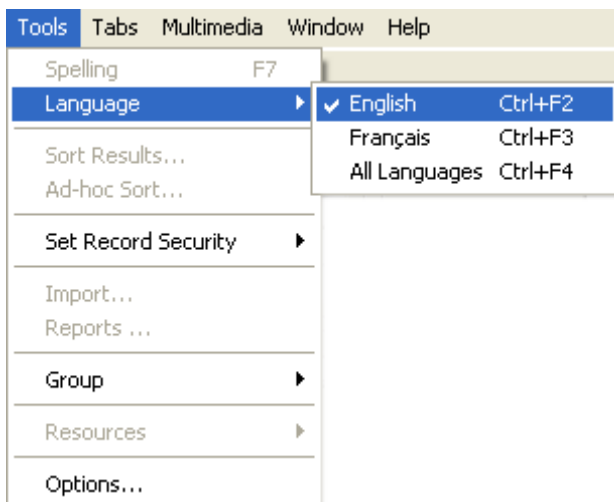 Tools Tabs Multimedia Window Help
Spelling F7
Language
English Ctrl+F2
Français Ctrl+F3
All Languages Ctrl+F4
Sort Results...
Ad-hoc Sort...
Set Record Security
Import...
Reports ...
Group
Resources
Options...